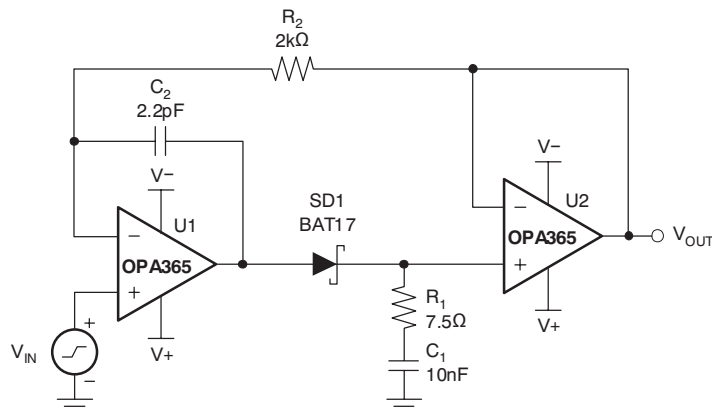 R2
2kΩ
C2
2.2pF
V−
U1
−
OPA365
+
V+
VIN
+
−
SD1
BAT17
R1
7.5Ω
C1
10nF
V−
U2
−
OPA365
+
V+
VOUT